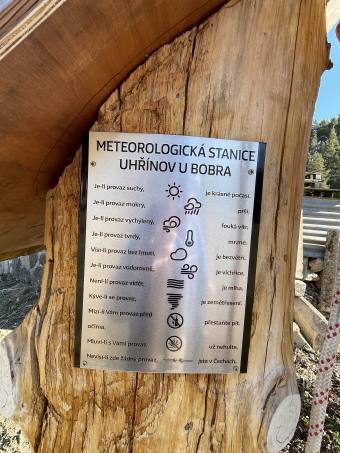 METEOROLOGICKÁ STANICE
UHŘÍNOV U BOBRA
Je-li provaz suchý, je krásné počasí.
Je-li provaz mokrý, prší.
Je-li provaz vychýlený, fouká vítr.
Je-li provaz tvrdý, mrzne.
Visí-li provaz bez hnutí, je bezvětří.
Je-li provaz vodorovně, je vichřice.
Není-li provaz vidět, je mlha.
Kýve-li se provaz, je zemětřesení.
Mizí-li Vám provaz před přestaňte pít.
očima,
Mluví-li s Vámi provaz, už nehulte.
Nevisí-li zde žádný provaz, jste v Čechách.